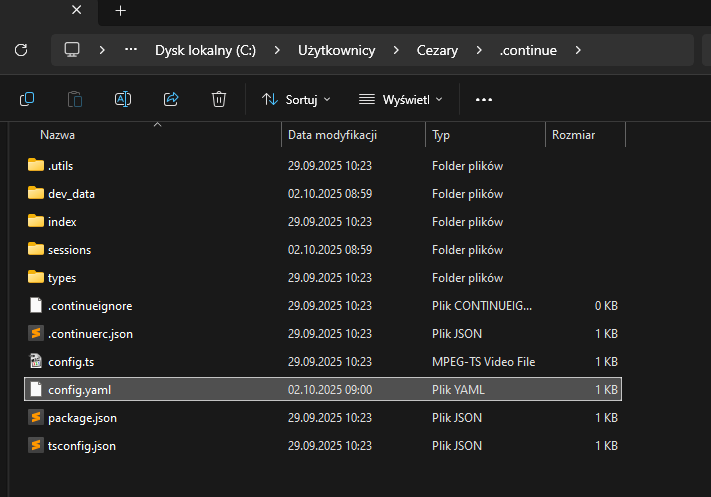 Dysk lokalny (C:) Użytkownicy Cezary .continue
Sortuj Wyświetl
Nazwa Data modyfikacji Typ Rozmiar
.utils 29.09.2025 10:23 Folder plików
dev_data 02.10.2025 08:59 Folder plików
index 29.09.2025 10:23 Folder plików
sessions 02.10.2025 08:59 Folder plików
types 29.09.2025 10:23 Folder plików
.continueignore 29.09.2025 10:23 Plik CONTINUEIG... 0 KB
.continuerc.json 29.09.2025 10:23 Plik JSON 1 KB
config.ts 29.09.2025 10:23 MPEG-TS Video File 1 KB
config.yaml 02.10.2025 09:00 Plik YAML 1 KB
package.json 29.09.2025 10:23 Plik JSON 1 KB
tsconfig.json 29.09.2025 10:23 Plik JSON 1 KB